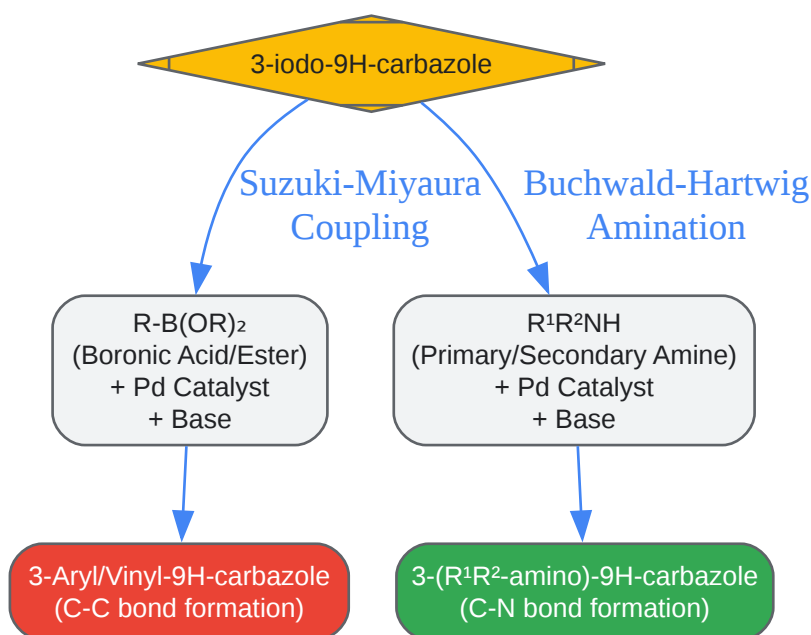 3-iodo-9H-carbazole
Suzuki-Miyaura
Coupling
Buchwald-Hartwig
Amination
R-B(OR)₂
(Boronic Acid/Ester)
+ Pd Catalyst
+ Base
R¹R²NH
(Primary/Secondary Amine)
+ Pd Catalyst
+ Base
3-Aryl/Vinyl-9H-carbazole
(C-C bond formation)
3-(R¹R²-amino)-9H-carbazole
(C-N bond formation)